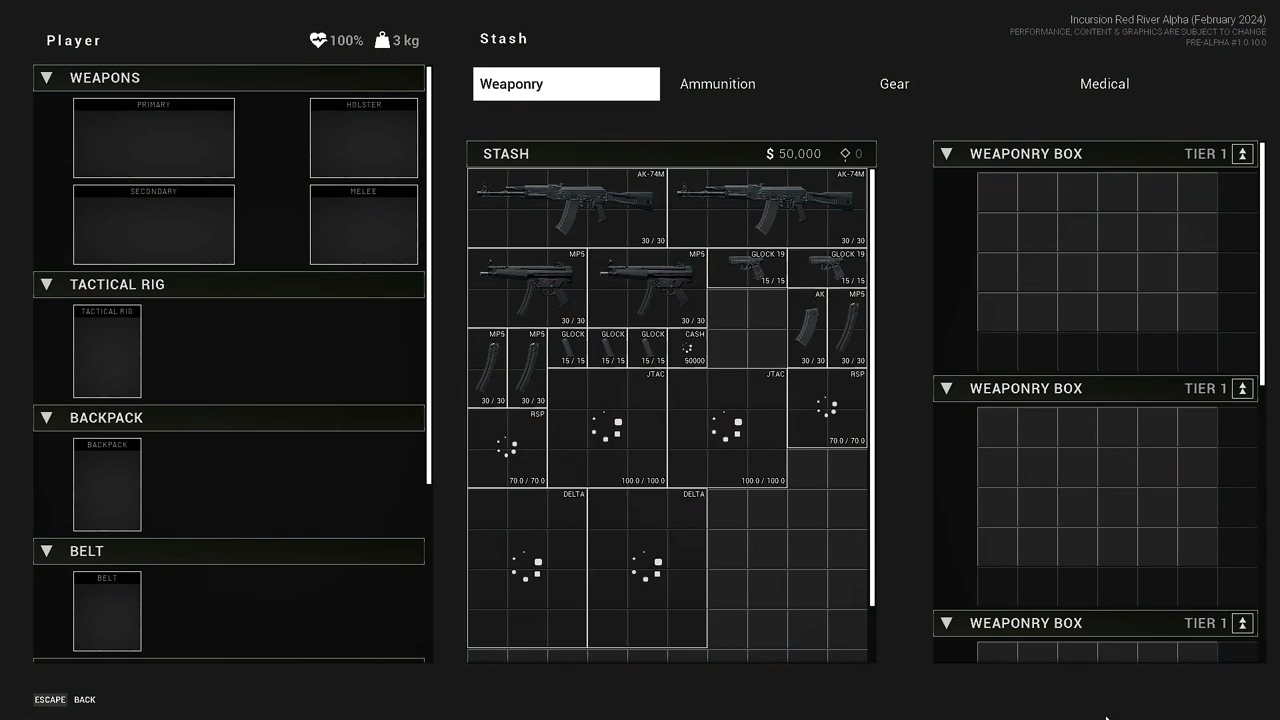 Incursion Red River Alpha (February 2024)
PERFORMANCE, CONTENT & GRAPHICS ARE SUBJECT TO CHANGE
PRE-ALPHA #1.0.10.0
Player
100%
3 kg
Stash
WEAPONS
PRIMARY
HOLSTER
SECONDARY
MELEE
TACTICAL RIG
TACTICAL RIG
BACKPACK
BACKPACK
BELT
BELT
Weaponry
Ammunition
Gear
Medical
STASH
$ 50,000
0
AK-74M
AK-74M
30 / 30
30 / 30
MP5
MP5
GLOCK 19
GLOCK 19
15 / 15
15 / 15
AK
MP5
30 / 30
30 / 30
MP5
MP5
GLOCK
GLOCK
GLOCK
CASH
15 / 15
15 / 15
15 / 15
50000
30 / 30
30 / 30
JTAC
JTAC
RSP
30 / 30
30 / 30
RSP
70.0 / 70.0
70.0 / 70.0
100.0 / 100.0
100.0 / 100.0
DELTA
DELTA
WEAPONRY BOX
TIER 1
WEAPONRY BOX
TIER 1
WEAPONRY BOX
TIER 1
ESCAPE BACK